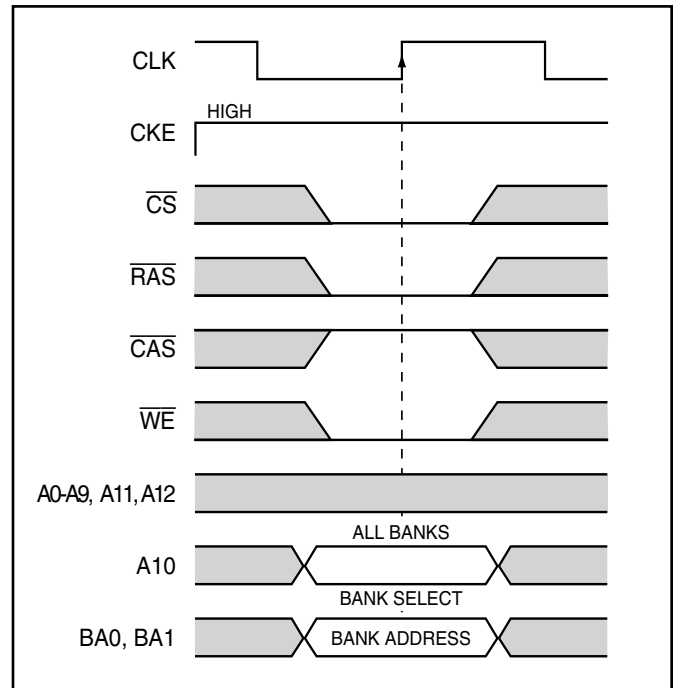 CLK
HIGH
CKE
CS
RAS
CAS
WE
A0-A9, A11, A12
ALL BANKS
A10
BANK SELECT
BA0, BA1 BANK ADDRESS